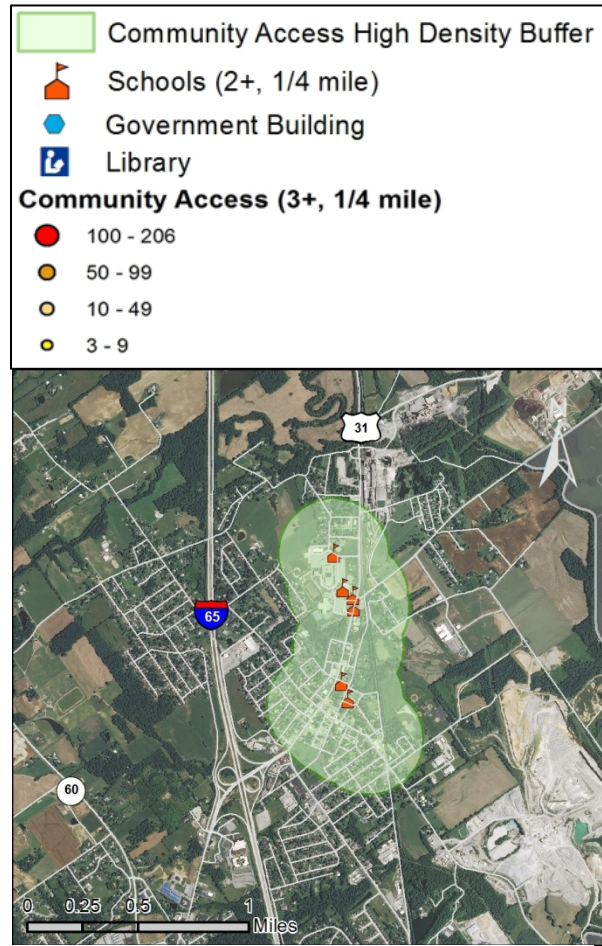 Community Access High Density Buffer
Schools (2+, 1/4 mile)
Government Building
Library
Community Access (3+, 1/4 mile)
100 - 206
50 - 99
10 - 49
3 - 9
31
65
60
0 0.25 0.5 1
Miles